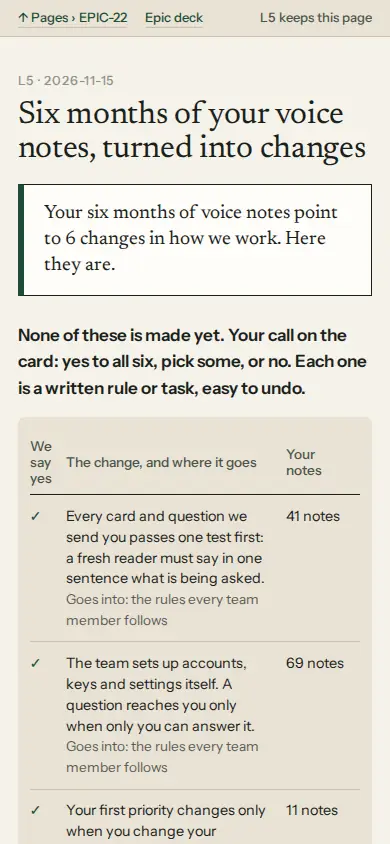 ↑ Pages › EPIC-22 Epic deck L5 keeps this page
L5 · 2026-11-15
Six months of your voice
notes, turned into changes
Your six months of voice notes point
to 6 changes in how we work. Here
they are.
None of these is made yet. Your call on the
card: yes to all six, pick some, or no. Each one
is a written rule or task, easy to undo.
We
say
yes
The change, and where it goes
Your
notes
✓ Every card and question we 41 notes
send you passes one test first:
a fresh reader must say in one
sentence what is being asked.
Goes into: the rules every team
member follows
✓ The team sets up accounts, 69 notes
keys and settings itself. A
question reaches you only
when only you can answer it.
Goes into: the rules every team
member follows
✓ Your first priority changes only 11 notes
when you change your